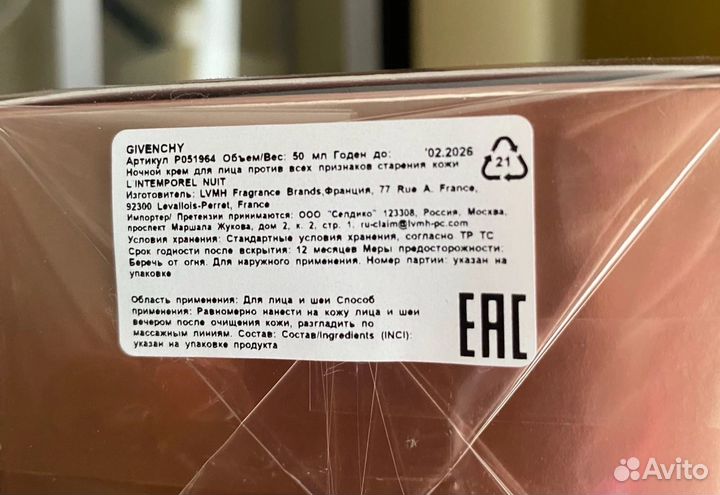 GIVENCHY
Артикул P051964 Объем/Вес: 50 мл Годен до: '02.2026
Ночной крем для лица против всех признаков старения кожи
L'INTEMPOREL NUIT
Изготовитель: LVMH Fragrance Brands,Франция, 77 Rue A. France,
92300 Levallois-Perret, France
Импортер/ Претензии принимаются: ООО "Селдико" 123308, Россия, Москва,
проспект Маршала Жукова, дом 2, к. 2, стр. 1, ru-claim@lvmh-pc.com
Условия хранения: Стандартные условия хранения, согласно ТР ТС
Срок годности после вскрытия: 12 месяцев Меры предосторожности:
Беречь от огня. Для наружного применения. Номер партии: указан на
упаковке
21
Область применения: Для лица и шеи Способ
применения: Равномерно нанести на кожу лица и шеи
вечером после очищения кожи, разгладить по
массажным линиям. Состав: Состав/Ingredients (INCI):
указан на упаковке продукта
EAC
Avito